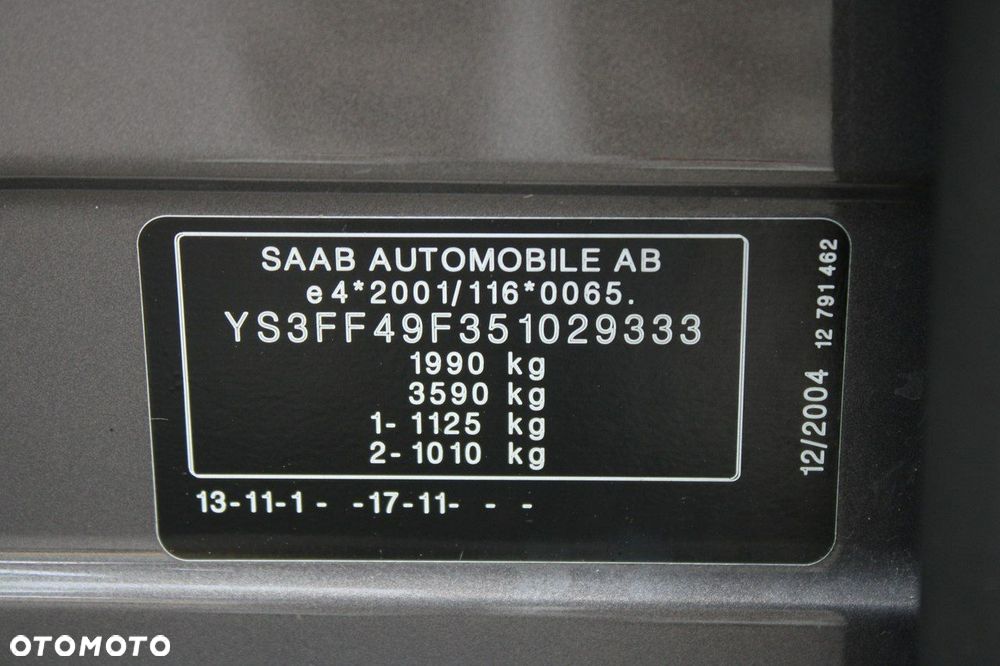 SAAB AUTOMOBILE AB
e4*2001/116*0065.
YS3FF49F351029333
1990 kg
3590 kg
1- 1125 kg
2- 1010 kg
13-11-1 - -17-11- - -
12/2004 12 791 462
OTOMOTO